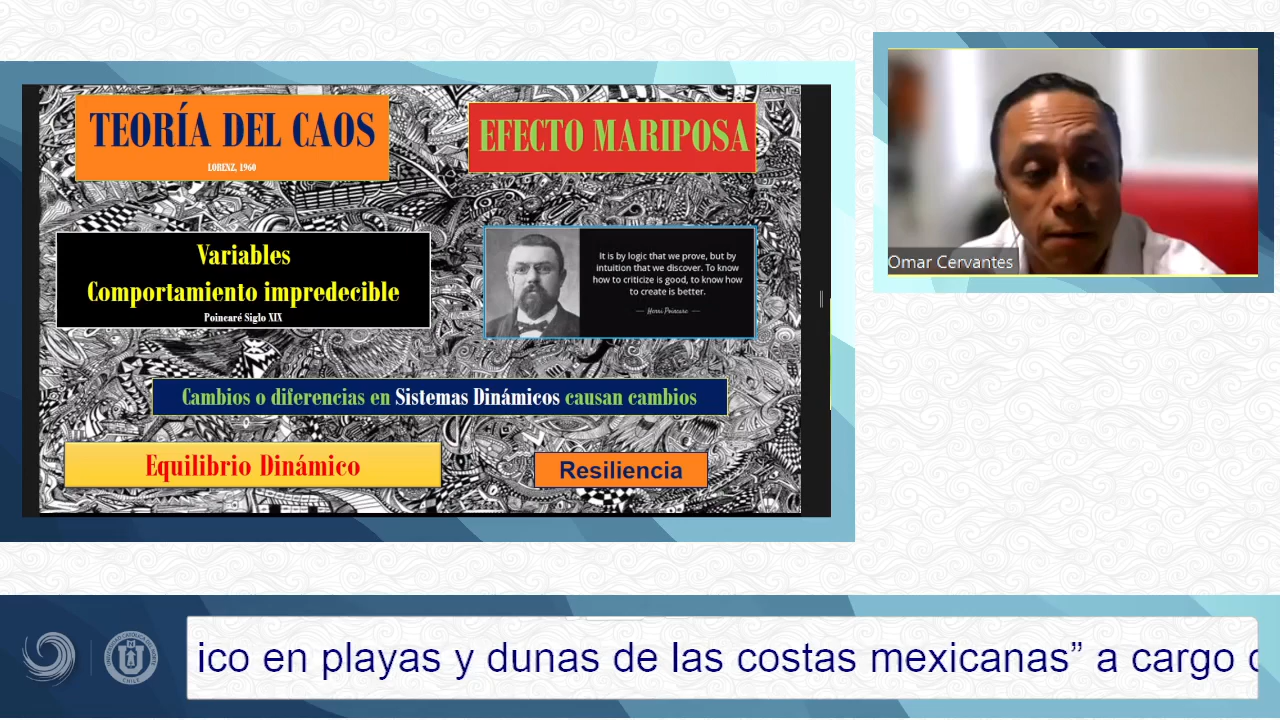 TEORÍA DEL CAOS
LORENZ, 1960
EFECTO MARIPOSA
Variables
Comportamiento impredecible
Poincaré Siglo XIX
It is by logic that we prove, but by
intuition that we discover. To know
how to criticize is good, to know how
to create is better.
— Henri Poincare —
Cambios o diferencias en Sistemas Dinámicos causan cambios
Equilibrio Dinámico
Resiliencia
Omar Cervantes
ico en playas y dunas de las costas mexicanas” a cargo